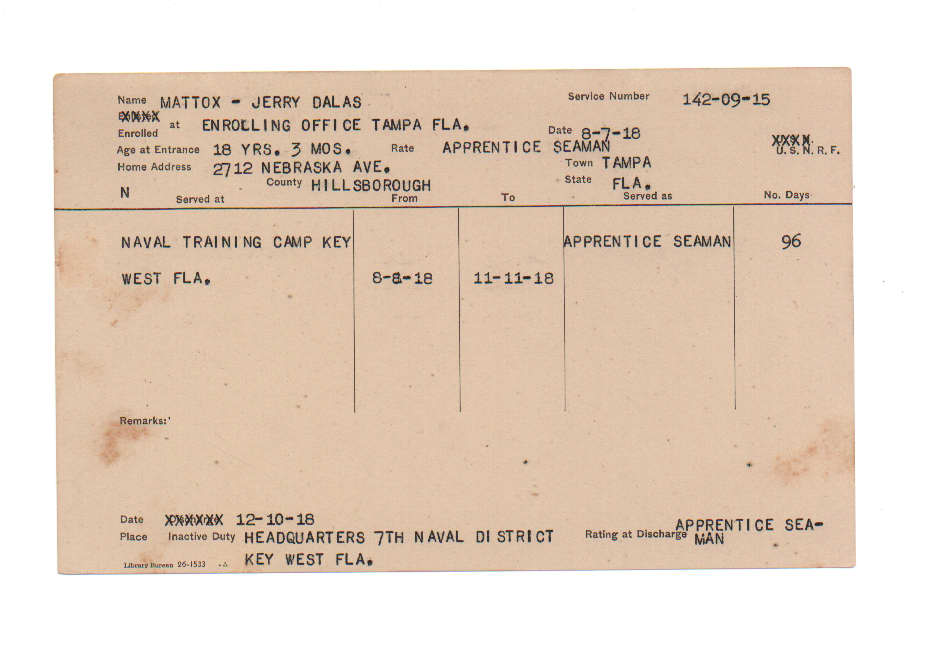 Name MATTOX - JERRY DALAS Service Number 142-09-15
XXXX
Enrolled at ENROLLING OFFICE TAMPA FLA. Date 8-7-18 XXXX
Age at Entrance 18 YRS. 3 MOS. Rate APPRENTICE SEAMAN U.S.N.R.F.
Home Address 2712 NEBRASKA AVE. Town TAMPA
N County HILLSBOROUGH State FLA.
Served at From To Served as No. Days
NAVAL TRAINING CAMP KEY APPRENTICE SEAMAN 96
WEST FLA. 8-8-18 11-11-18
Remarks:
Date XXXXXX 12-10-18
Place Inactive Duty HEADQUARTERS 7TH NAVAL DISTRICT Rating at Discharge APPRENTICE SEA-
MAN
Library Bureau 26-1533 KEY WEST FLA.